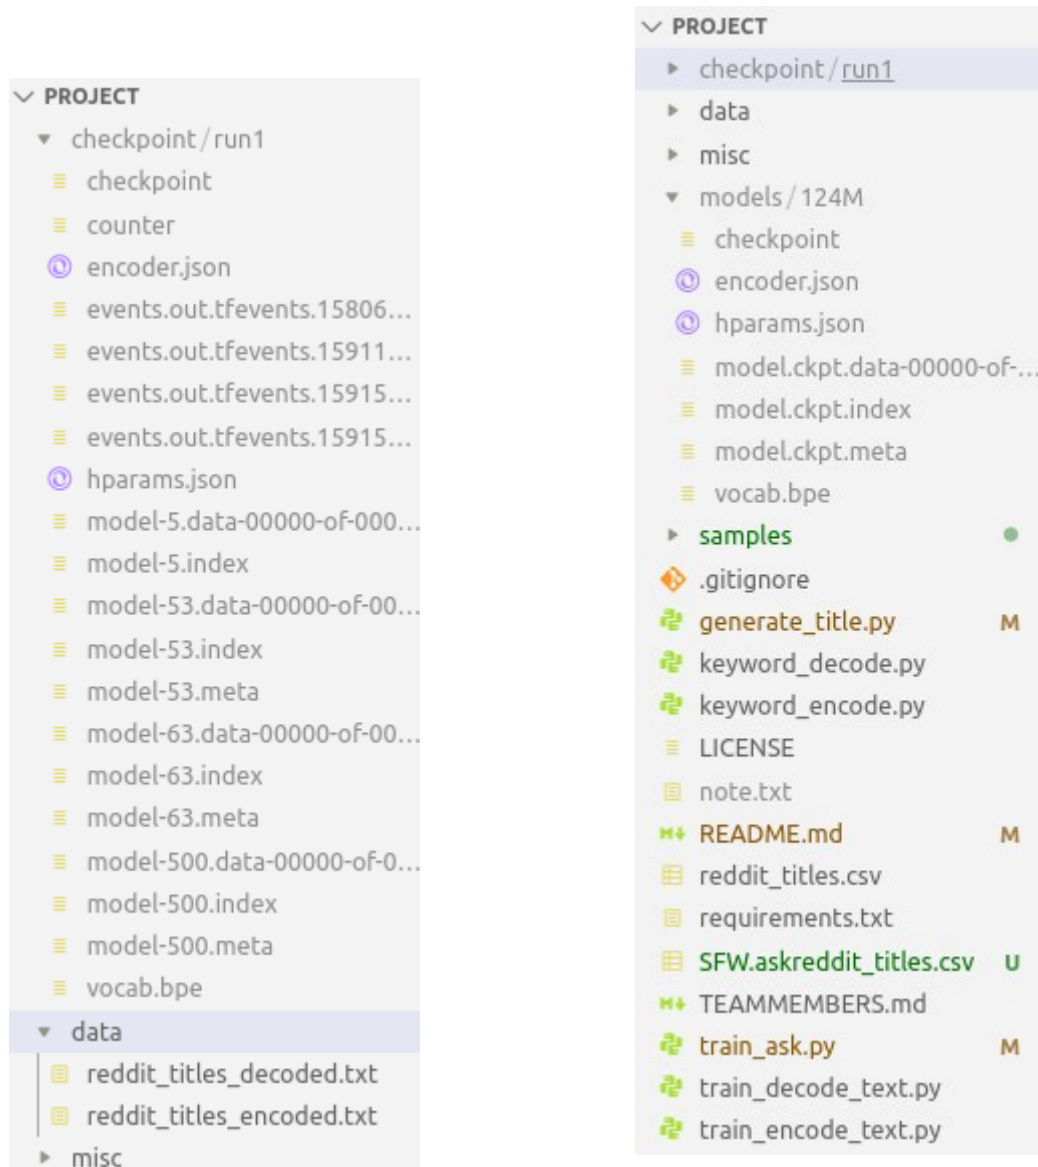 PROJECT
checkpoint/run1
checkpoint
counter
encoder.json
events.out.tfevents.15806...
events.out.tfevents.15911...
events.out.tfevents.15915...
events.out.tfevents.15915...
hparams.json
model-5.data-00000-of-000...
model-5.index
model-53.data-00000-of-00...
model-53.index
model-53.meta
model-63.data-00000-of-00...
model-63.index
model-63.meta
model-500.data-00000-of-0...
model-500.index
model-500.meta
vocab.bpe
data
reddit_titles_decoded.txt
reddit_titles_encoded.txt
misc
PROJECT
checkpoint/run1
data
misc
models/124M
checkpoint
encoder.json
hparams.json
model.ckpt.data-00000-of-...
model.ckpt.index
model.ckpt.meta
vocab.bpe
samples
.gitignore
generate_title.py M
keyword_decode.py
keyword_encode.py
LICENSE
note.txt
README.md M
reddit_titles.csv
requirements.txt
SFW.askreddit_titles.csv U
TEAMMEMBERS.md
train_ask.py M
train_decode_text.py
train_encode_text.py